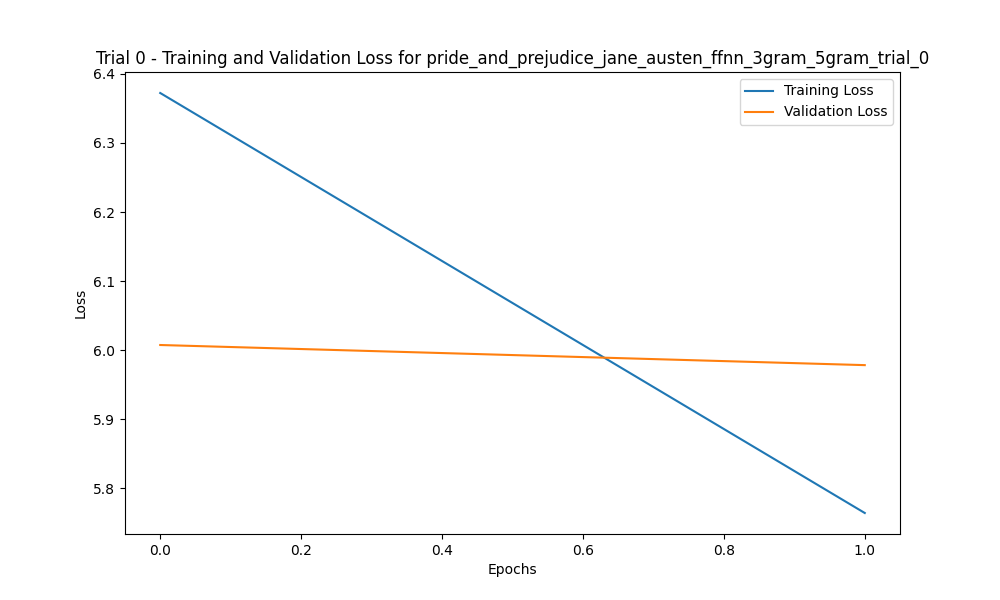 Trial 0 - Training and Validation Loss for pride_and_prejudice_jane_austen_ffnn_3gram_5gram_trial_0
Training Loss
Validation Loss
6.4
6.3
6.2
6.1
6.0
5.9
5.8
Loss
0.0 0.2 0.4 0.6 0.8 1.0
Epochs